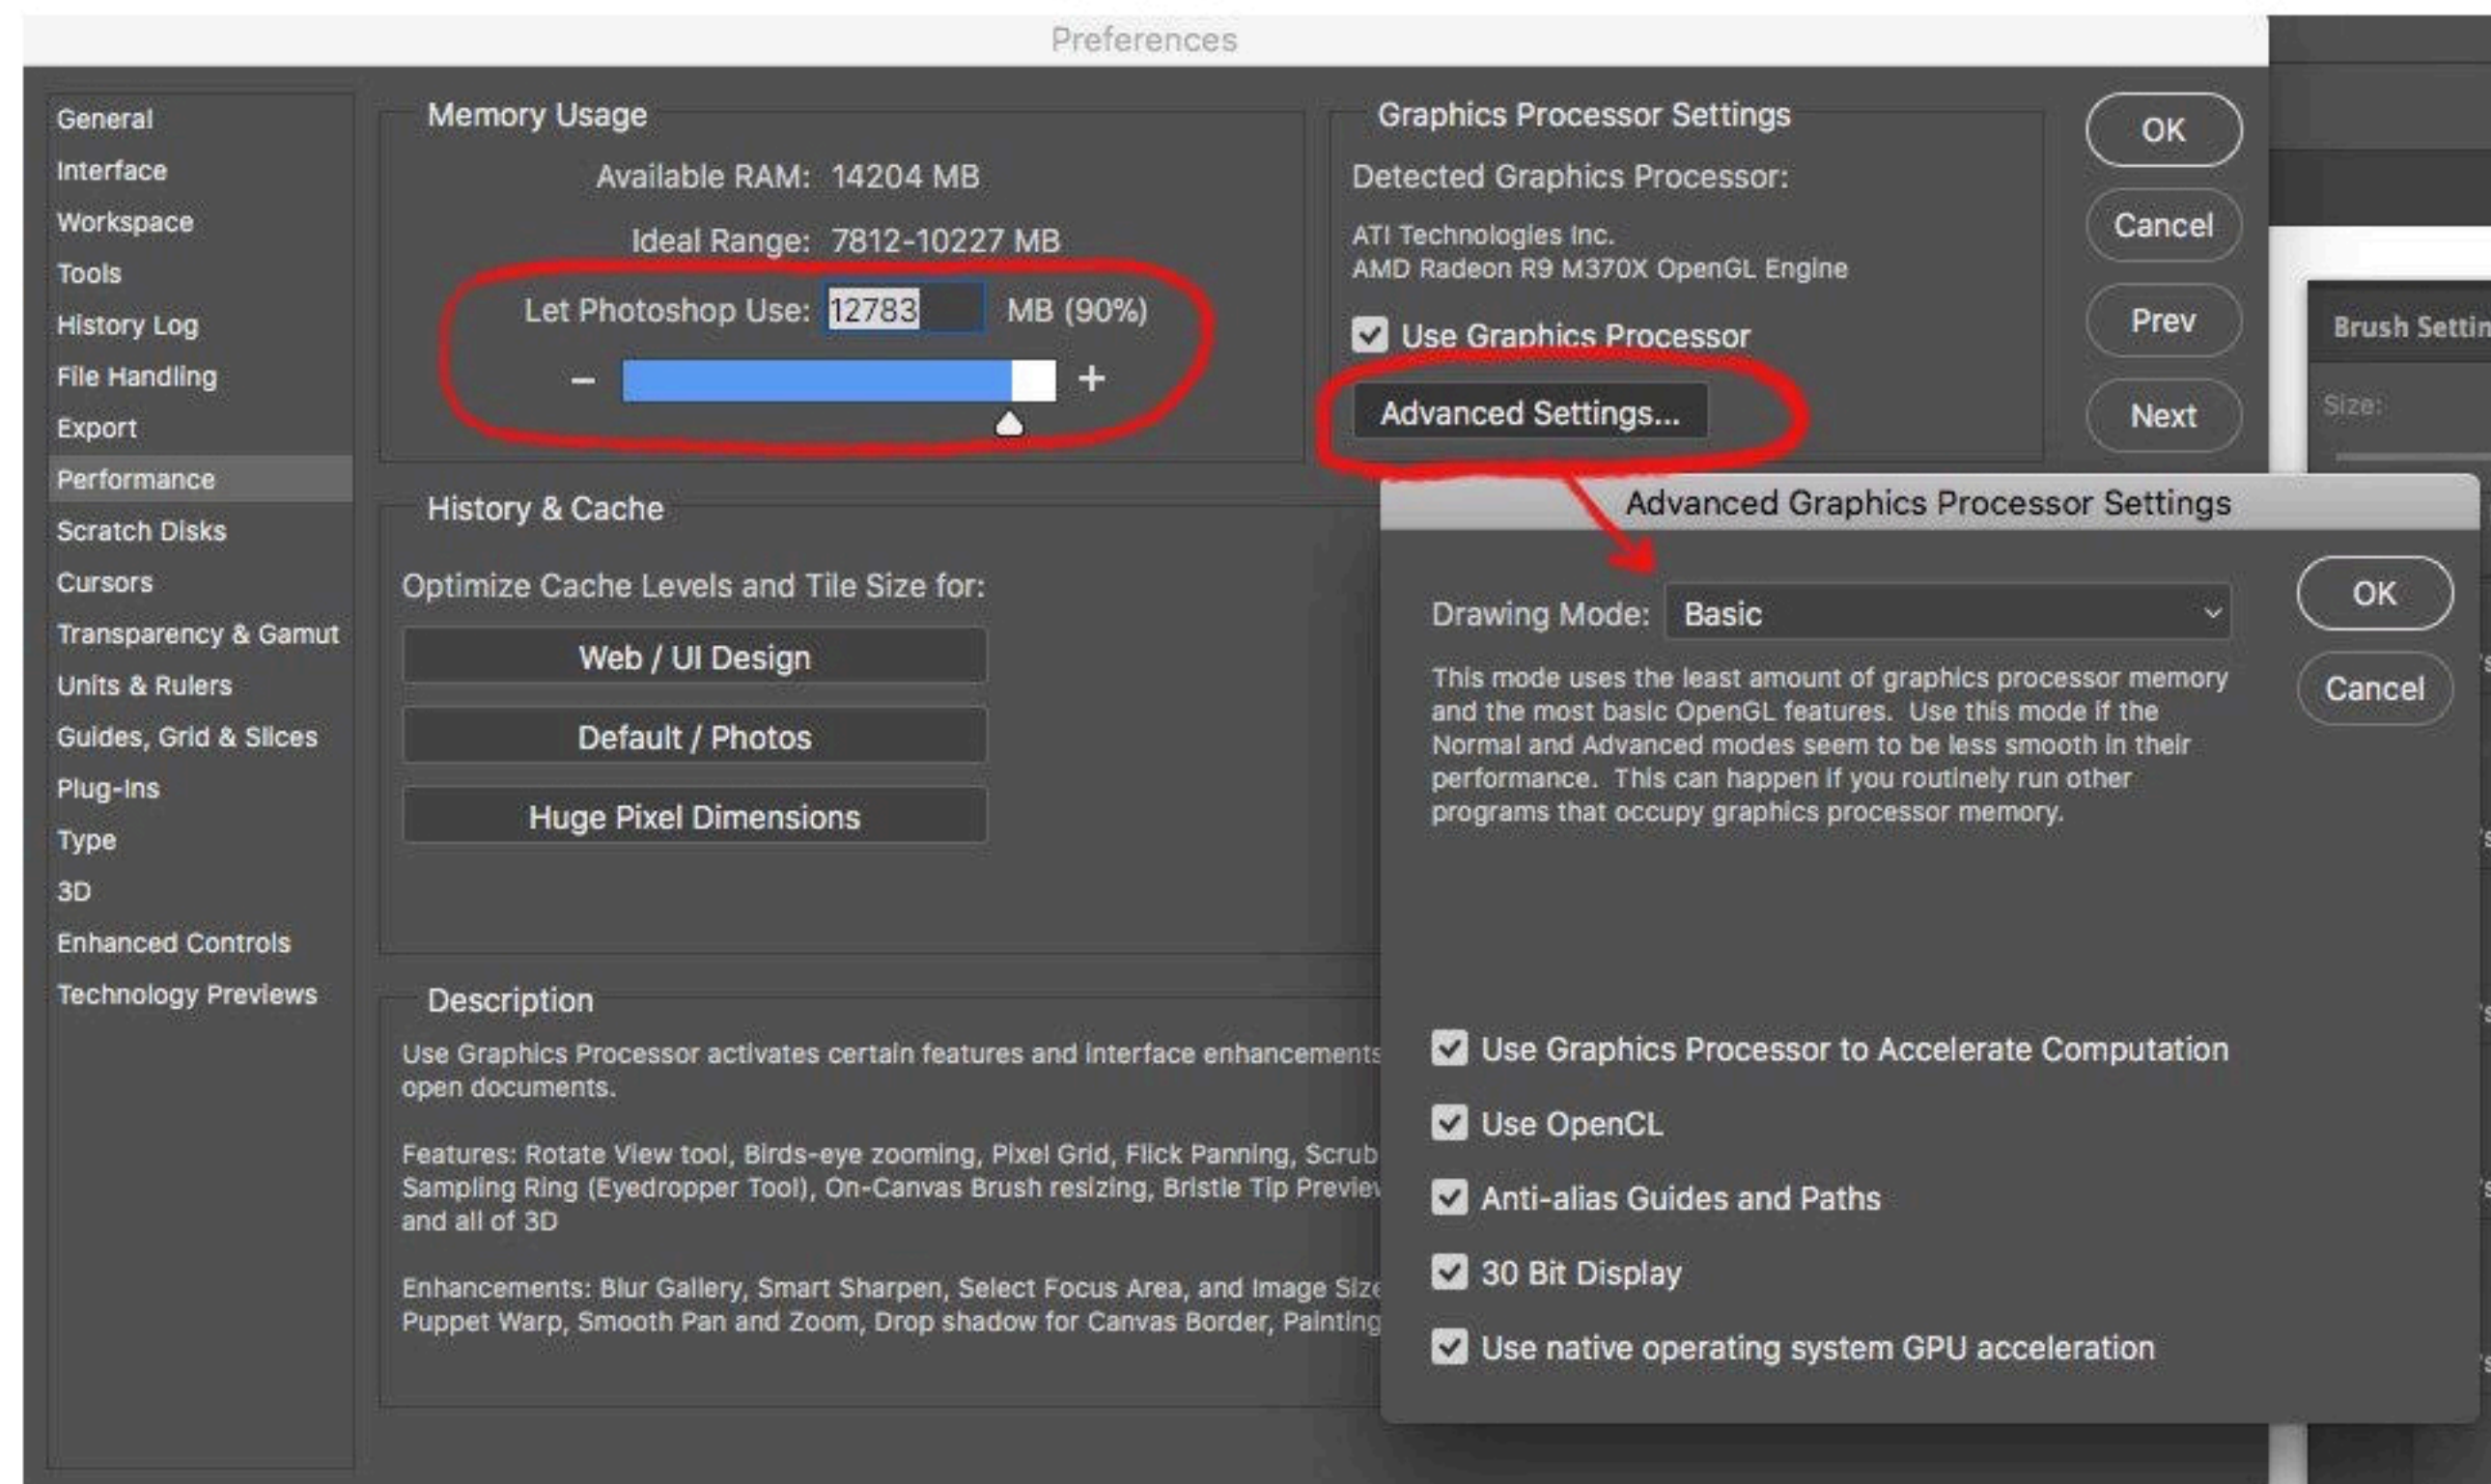 Preferences
General
Interface
Workspace
Tools
History Log
File Handling
Export
Performance
Scratch Disks
Cursors
Transparency & Gamut
Units & Rulers
Guides, Grid & Slices
Plug-Ins
Type
3D
Enhanced Controls
Technology Previews
Memory Usage
Available RAM: 14204 MB
Ideal Range: 7812-10227 MB
Let Photoshop Use: 12783 MB (90%)
− +
Graphics Processor Settings
Detected Graphics Processor:
ATI Technologies Inc.
AMD Radeon R9 M370X OpenGL Engine
Use Graphics Processor
Advanced Settings...
OK
Cancel
Prev
Next
History & Cache
Optimize Cache Levels and Tile Size for:
Web / UI Design
Default / Photos
Huge Pixel Dimensions
Description
Use Graphics Processor activates certain features and interface enhancements
open documents.
Features: Rotate View tool, Birds-eye zooming, Pixel Grid, Flick Panning, Scrub
Sampling Ring (Eyedropper Tool), On-Canvas Brush resizing, Bristle Tip Preview
and all of 3D
Enhancements: Blur Gallery, Smart Sharpen, Select Focus Area, and Image Size
Puppet Warp, Smooth Pan and Zoom, Drop shadow for Canvas Border, Painting
Advanced Graphics Processor Settings
Drawing Mode: Basic
This mode uses the least amount of graphics processor memory
and the most basic OpenGL features. Use this mode if the
Normal and Advanced modes seem to be less smooth in their
performance. This can happen if you routinely run other
programs that occupy graphics processor memory.
Use Graphics Processor to Accelerate Computation
Use OpenCL
Anti-alias Guides and Paths
30 Bit Display
Use native operating system GPU acceleration
OK
Cancel
Brush Settin
Size: